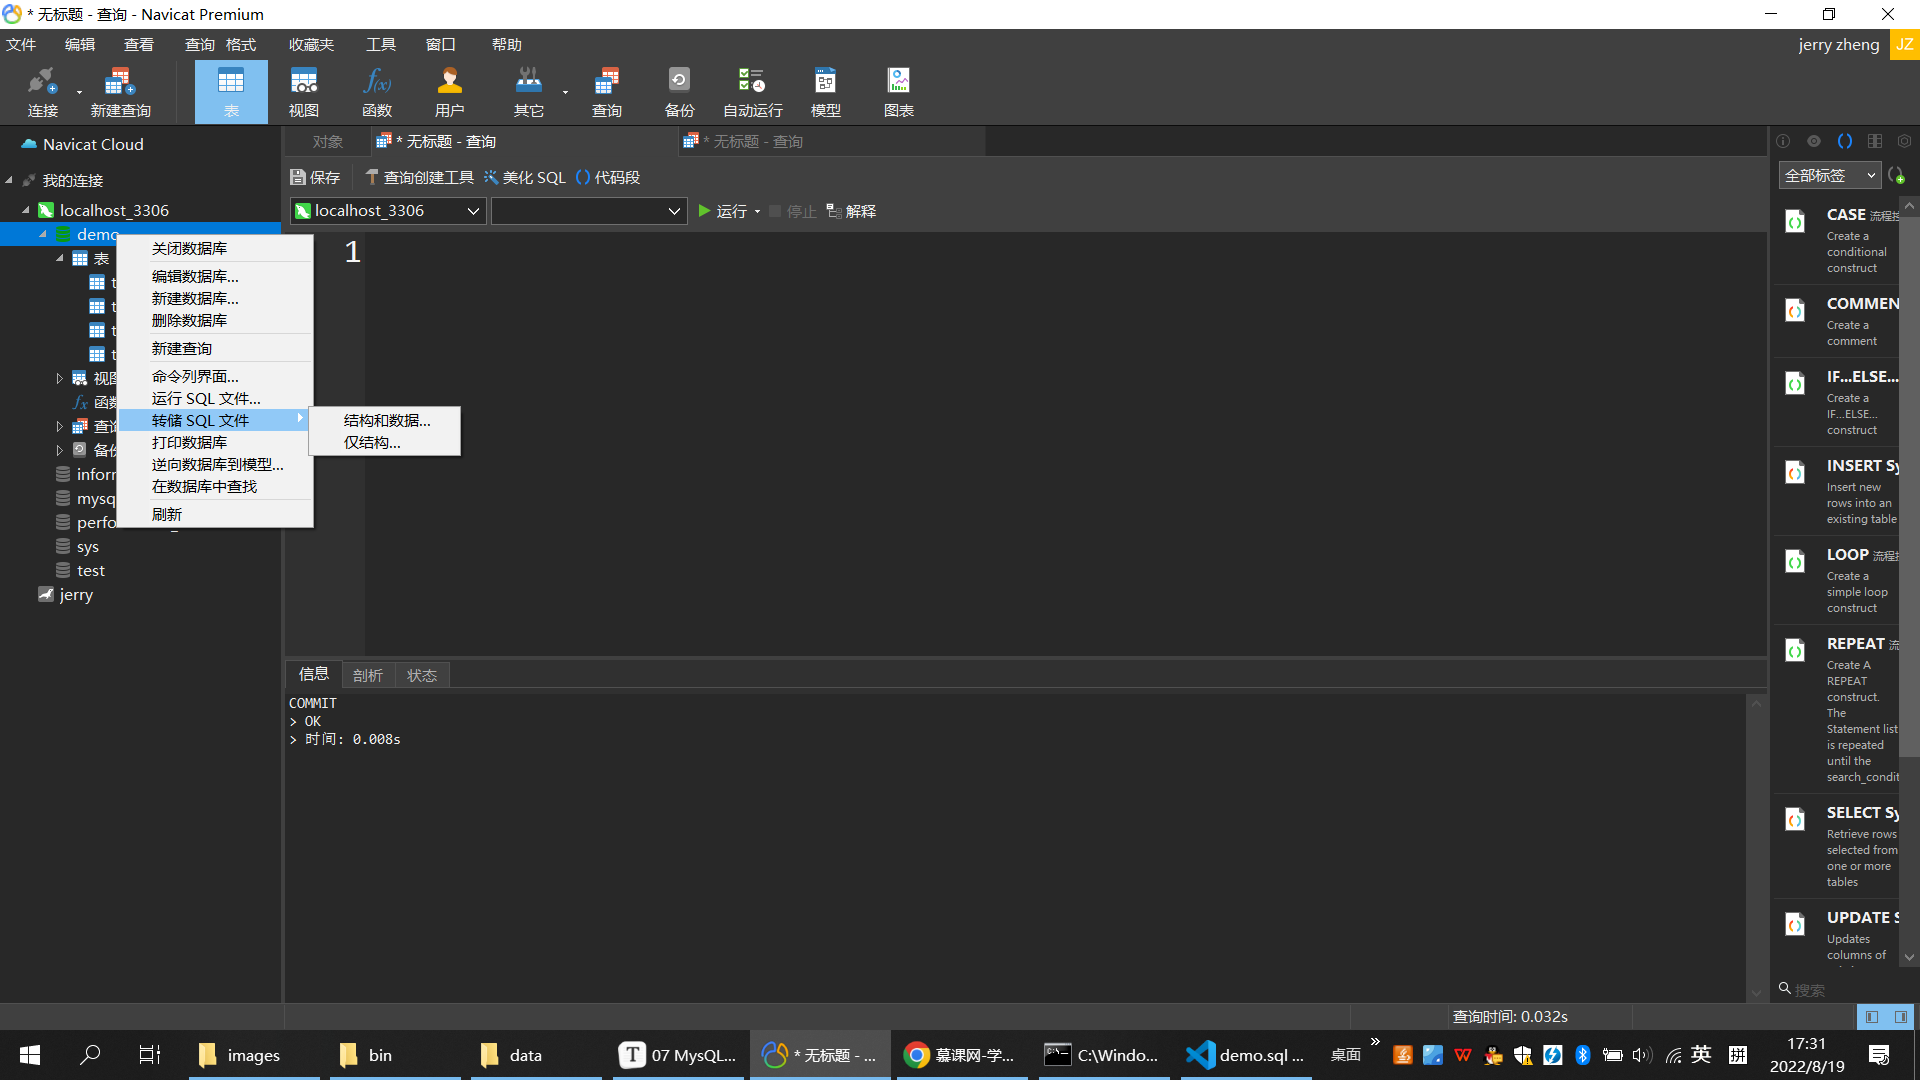 * 无标题 - 查询 - Navicat Premium
文件 编辑 查看 查询 格式 收藏夹 工具 窗口 帮助
jerry zheng JZ
连接 新建查询 表 视图 函数 用户 其它 查询 备份 自动运行 模型 图表
Navicat Cloud
我的连接
localhost_3306
demo
表
t
t
t
t
视图
函
查
备
inforr
mysq
perfo
sys
test
jerry
关闭数据库
编辑数据库...
新建数据库...
删除数据库
新建查询
命令列界面...
运行 SQL 文件...
转储 SQL 文件
打印数据库
逆向数据库到模型...
在数据库中查找
刷新
结构和数据...
仅结构...
对象 * 无标题 - 查询 * 无标题 - 查询
保存 查询创建工具 美化 SQL () 代码段
localhost_3306 运行 停止 解释
1
信息 剖析 状态
COMMIT
> OK
> 时间: 0.008s
全部标签
CASE 流程控
Create a
conditional
construct
COMMEN
Create a
comment
IF...ELSE...
Create a
IF...ELSE...
construct
INSERT Sy
Insert new
rows into an
existing table
LOOP 流程控
Create a
simple loop
construct
REPEAT 流
Create A
REPEAT
construct.
The
Statement list
is repeated
until the
search_condit
SELECT Sy
Retrieve rows
selected from
one or more
tables
UPDATE S
Updates
columns of
搜索
查询时间: 0.032s
images bin data 07 MySQL... * 无标题 - ... 慕课网-学... C:\Windo... demo.sql ... 桌面 » 英 拼
17:31
2022/8/19